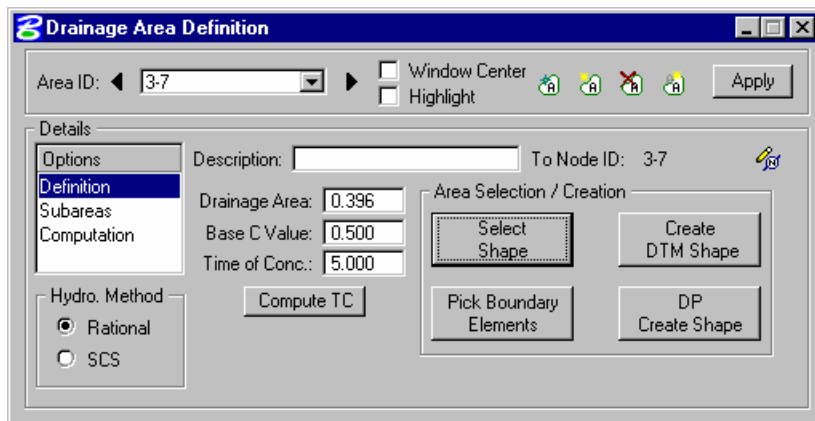 Drainage Area Definition
Area ID: 3-7 Window Center Apply
Highlight
Details
Options Description: To Node ID: 3-7
Definition
Subareas
Computation
Drainage Area: 0.396
Base C Value: 0.500
Time of Conc.: 5.000
Compute TC
Area Selection / Creation
Select
Shape
Create
DTM Shape
Pick Boundary
Elements
DP
Create Shape
Hydro. Method
Rational
SCS